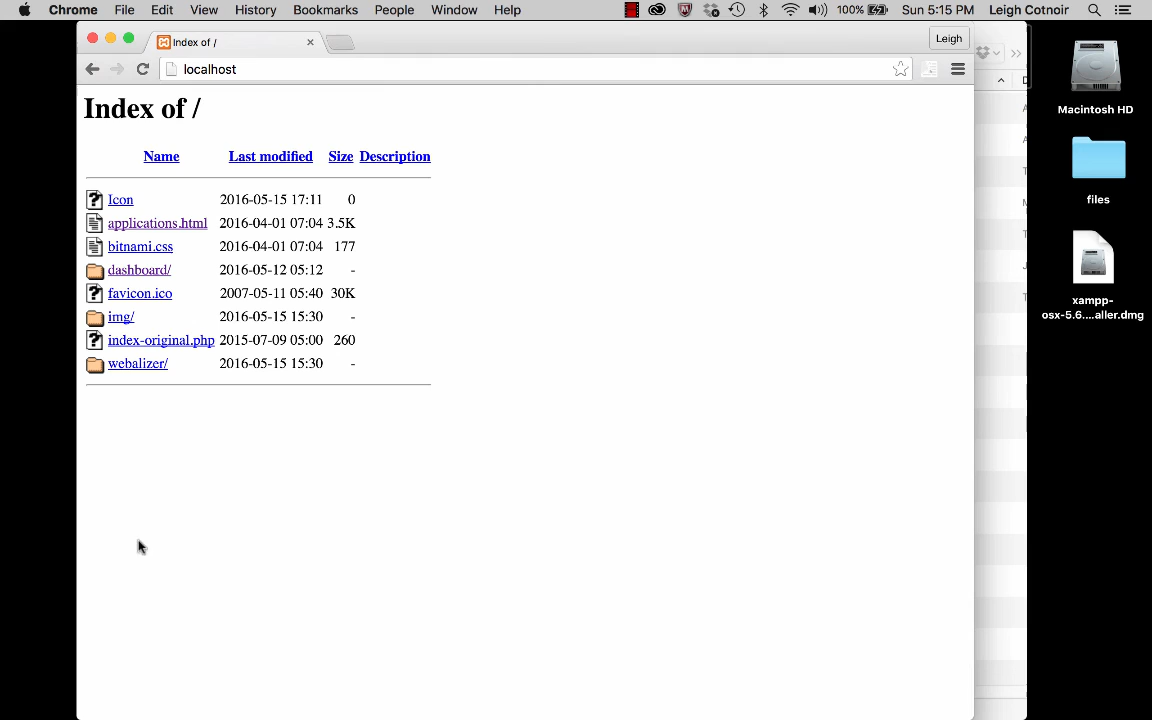 Chrome File Edit View History Bookmarks People Window Help 100% Sun 5:15 PM Leigh Cotnoir
Index of / Leigh
localhost
Index of /
Name Last modified Size Description
Icon 2016-05-15 17:11 0
applications.html 2016-04-01 07:04 3.5K
bitnami.css 2016-04-01 07:04 177
dashboard/ 2016-05-12 05:12 -
favicon.ico 2007-05-11 05:40 30K
img/ 2016-05-15 15:30 -
index-original.php 2015-07-09 05:00 260
webalizer/ 2016-05-15 15:30 -
Macintosh HD
files
xampp-
osx-5.6....aller.dmg